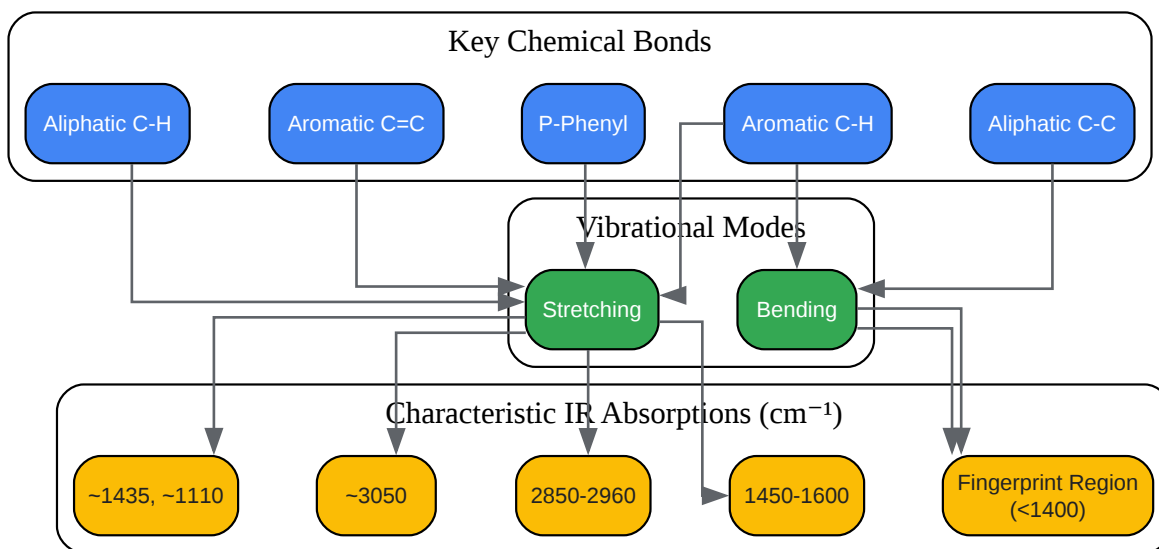 Key Chemical Bonds
Aliphatic C-H
Aromatic C=C
P-Phenyl
Aromatic C-H
Aliphatic C-C
Vibrational Modes
Stretching
Bending
Characteristic IR Absorptions (cm⁻¹)
~1435, ~1110
~3050
2850-2960
1450-1600
Fingerprint Region
(<1400)